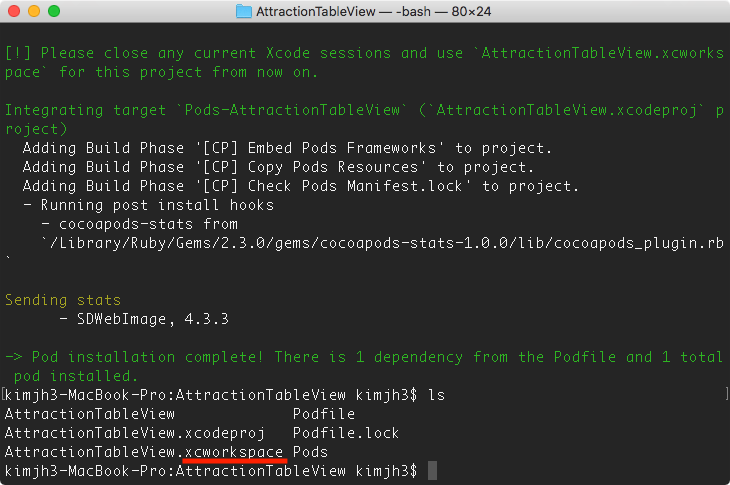 AttractionTableView — -bash — 80×24
[!] Please close any current Xcode sessions and use `AttractionTableView.xcworks
pace` for this project from now on.
Integrating target `Pods-AttractionTableView` (`AttractionTableView.xcodeproj` p
roject)
Adding Build Phase '[CP] Embed Pods Frameworks' to project.
Adding Build Phase '[CP] Copy Pods Resources' to project.
Adding Build Phase '[CP] Check Pods Manifest.lock' to project.
- Running post install hooks
- cocoapods-stats from
`/Library/Ruby/Gems/2.3.0/gems/cocoapods-stats-1.0.0/lib/cocoapods_plugin.rb
`
Sending stats
- SDWebImage, 4.3.3
-> Pod installation complete! There is 1 dependency from the Podfile and 1 total
pod installed.
[kimjh3-MacBook-Pro:AttractionTableView kimjh3$ ls ]
AttractionTableView Podfile
AttractionTableView.xcodeproj Podfile.lock
AttractionTableView.xcworkspace Pods
kimjh3-MacBook-Pro:AttractionTableView kimjh3$